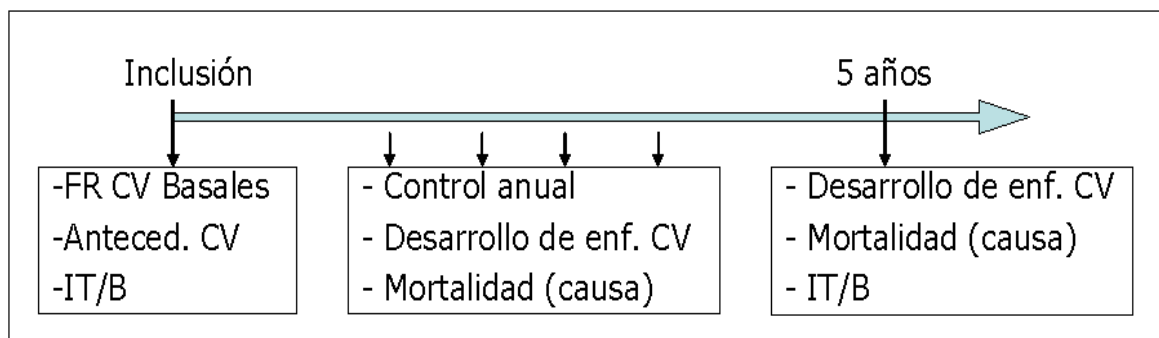 Inclusión
5 años
-FR CV Basales
-Anteced. CV
-IT/B
- Control anual
- Desarrollo de enf. CV
- Mortalidad (causa)
- Desarrollo de enf. CV
- Mortalidad (causa)
- IT/B